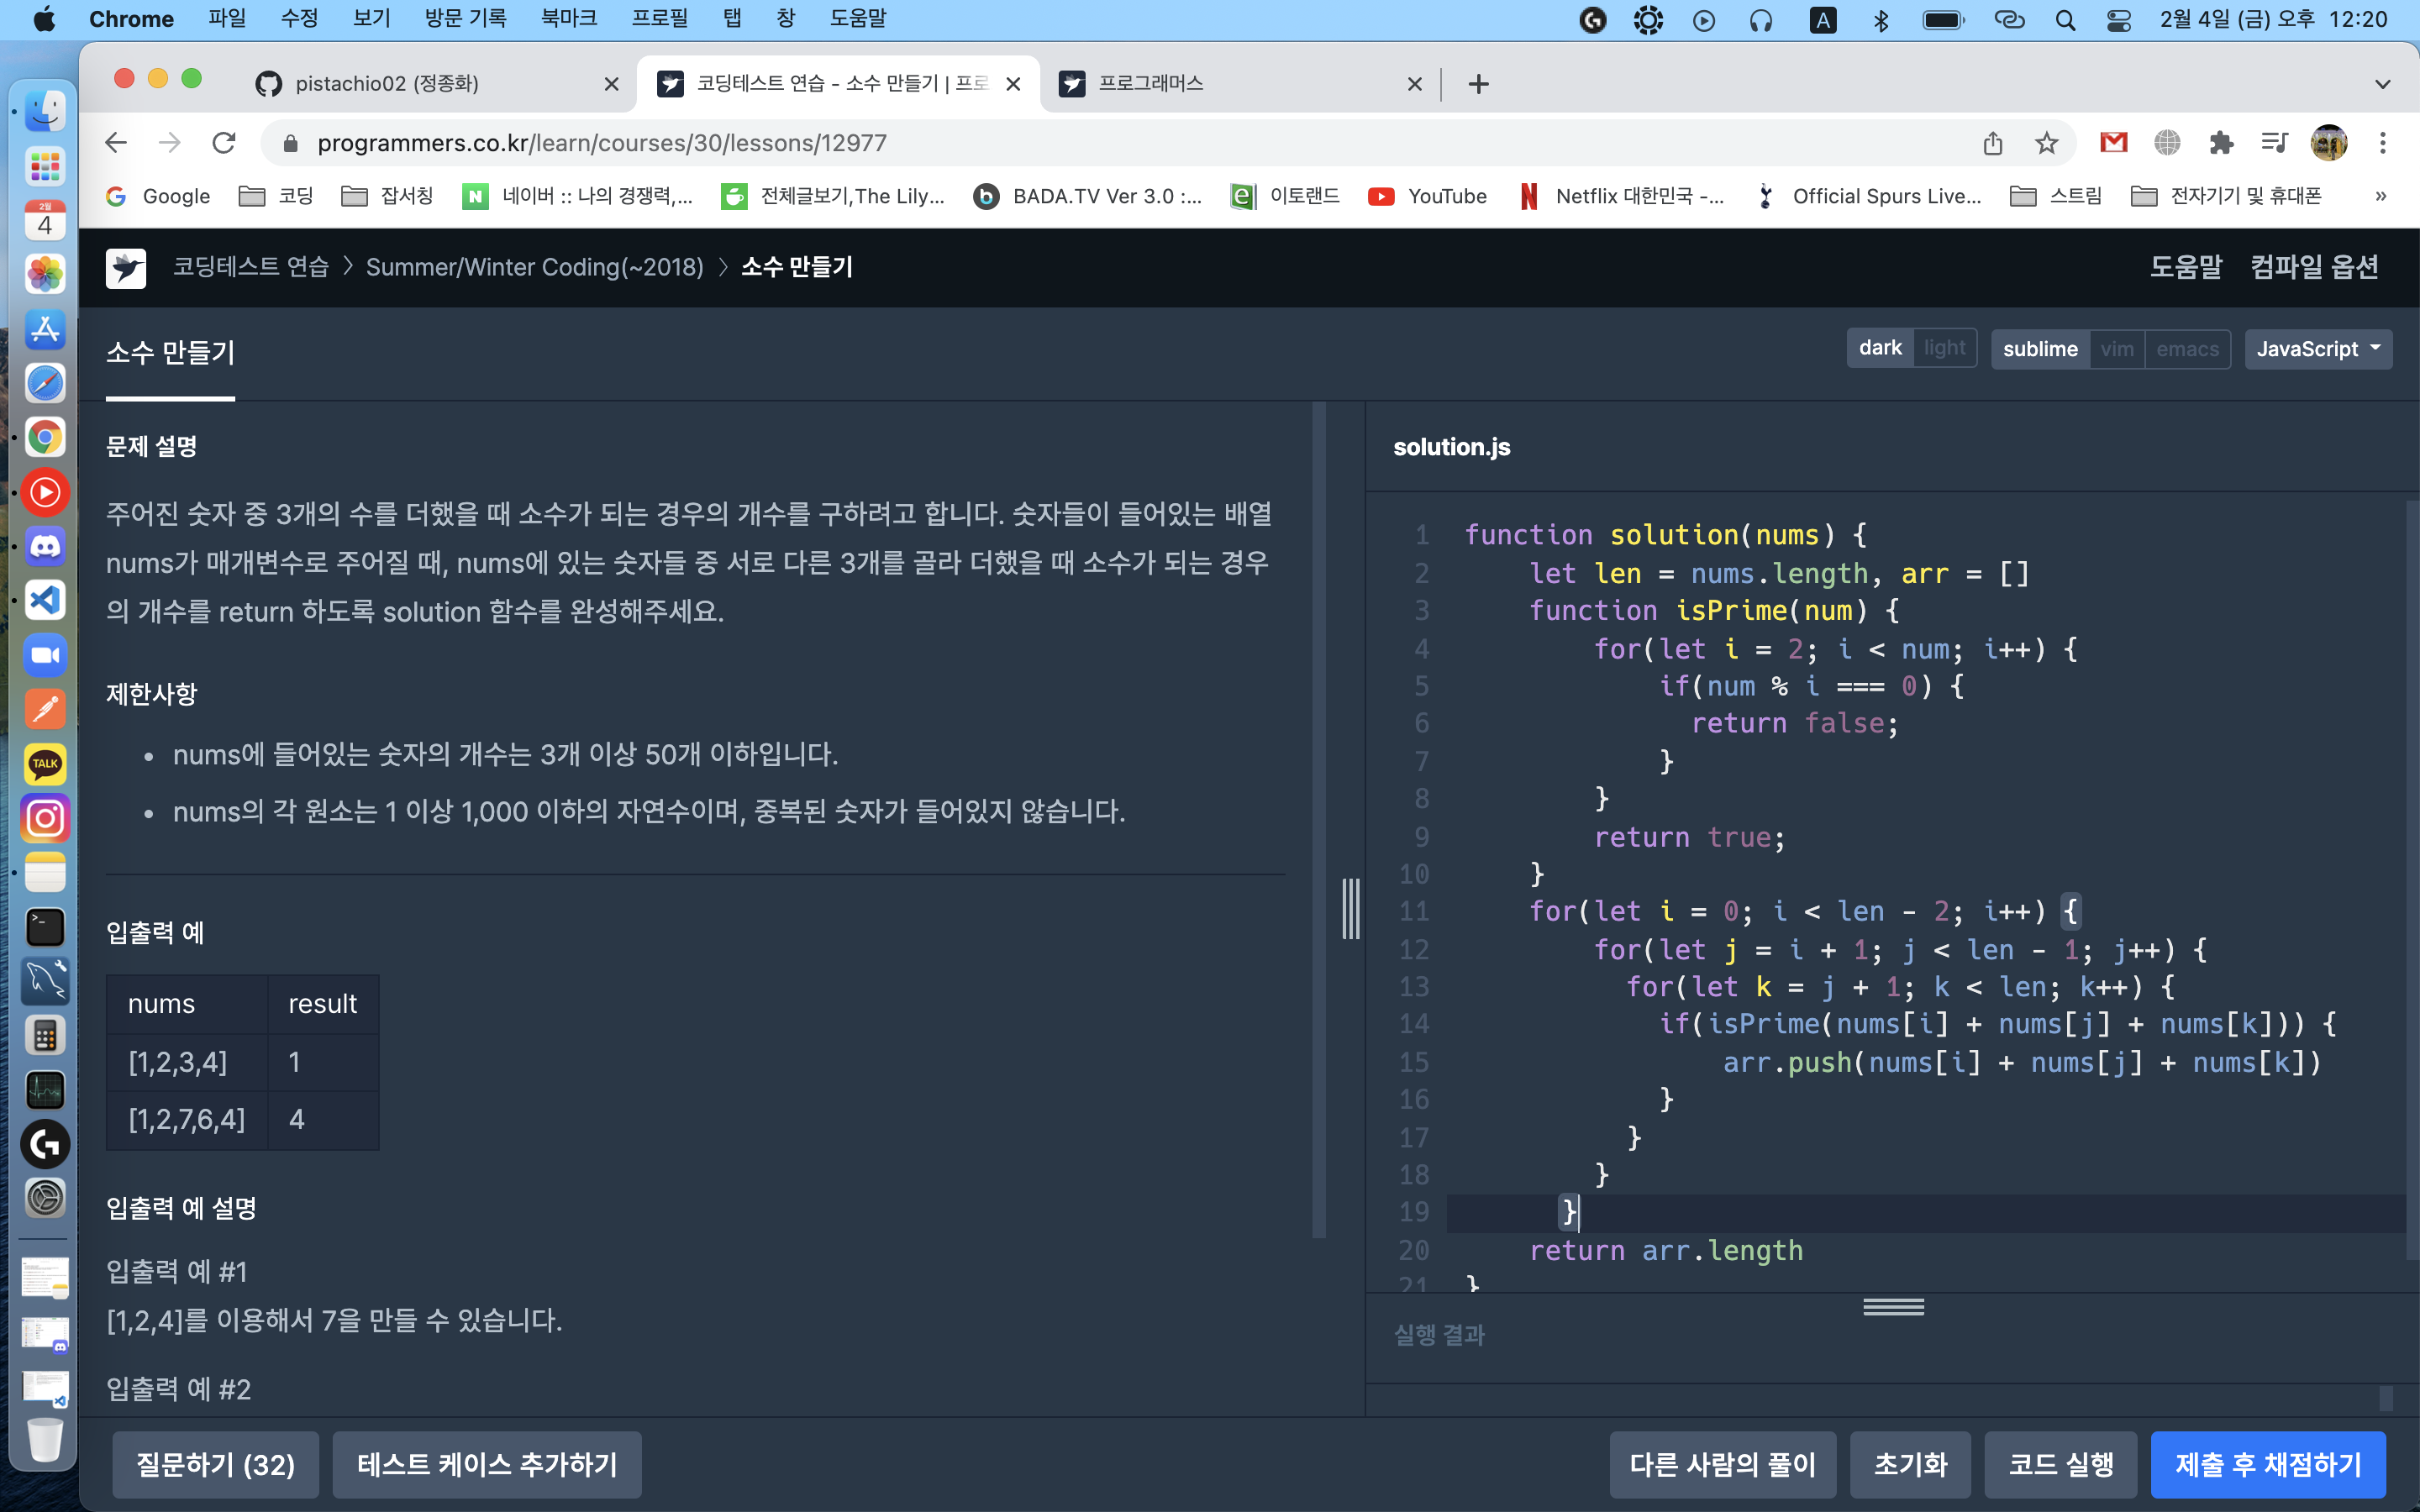 Chrome 파일 수정 보기 방문 기록 북마크 프로필 탭 창 도움말 A 2월 4일 (금) 오후 12:20
pistachio02 (정종화) 코딩테스트 연습 - 소수 만들기 | 프로 프로그래머스
programmers.co.kr/learn/courses/30/lessons/12977
Google 코딩 잡서칭 네이버 :: 나의 경쟁력,... 전체글보기,The Lily... BADA.TV Ver 3.0 :... 이토랜드 YouTube Netflix 대한민국 -... Official Spurs Live... 스트림 전자기기 및 휴대폰 »
코딩테스트 연습 > Summer/Winter Coding(~2018) > 소수 만들기 도움말 컴파일 옵션
소수 만들기 dark light sublime vim emacs JavaScript
2월
4
TALK
문제 설명
주어진 숫자 중 3개의 수를 더했을 때 소수가 되는 경우의 개수를 구하려고 합니다. 숫자들이 들어있는 배열
nums가 매개변수로 주어질 때, nums에 있는 숫자들 중 서로 다른 3개를 골라 더했을 때 소수가 되는 경우
의 개수를 return 하도록 solution 함수를 완성해주세요.
제한사항
• nums에 들어있는 숫자의 개수는 3개 이상 50개 이하입니다.
• nums의 각 원소는 1 이상 1,000 이하의 자연수이며, 중복된 숫자가 들어있지 않습니다.
입출력 예
nums result
[1,2,3,4] 1
[1,2,7,6,4] 4
입출력 예 설명
입출력 예 #1
[1,2,4]를 이용해서 7을 만들 수 있습니다.
입출력 예 #2
solution.js
1 function solution(nums) {
2 let len = nums.length, arr = []
3 function isPrime(num) {
4 for(let i = 2; i < num; i++) {
5 if(num % i === 0) {
6 return false;
7 }
8 }
9 return true;
10 }
11 for(let i = 0; i < len - 2; i++) {
12 for(let j = i + 1; j < len - 1; j++) {
13 for(let k = j + 1; k < len; k++) {
14 if(isPrime(nums[i] + nums[j] + nums[k])) {
15 arr.push(nums[i] + nums[j] + nums[k])
16 }
17 }
18 }
19 }
20 return arr.length
21 }
실행 결과
질문하기 (32) 테스트 케이스 추가하기 다른 사람의 풀이 초기화 코드 실행 제출 후 채점하기